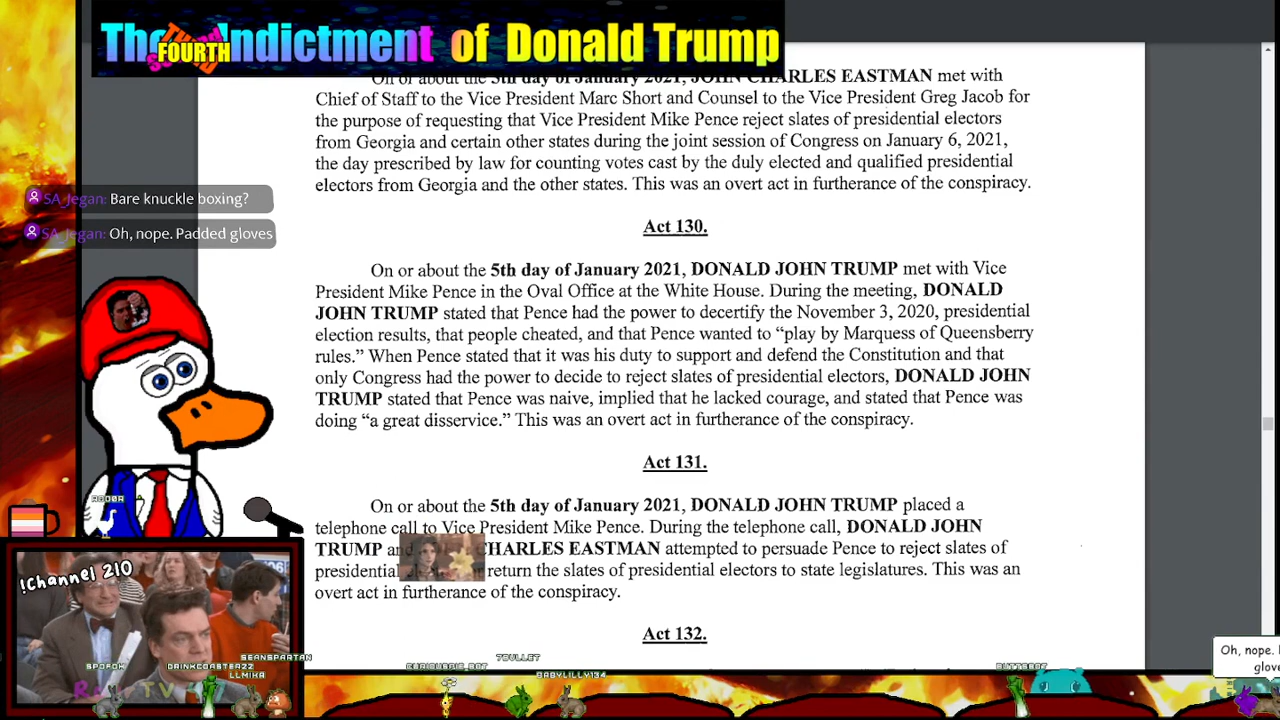 The FOURTH Indictment of Donald Trump
On or about the 5th day of January 2021, JOHN CHARLES EASTMAN met with
Chief of Staff to the Vice President Marc Short and Counsel to the Vice President Greg Jacob for
the purpose of requesting that Vice President Mike Pence reject slates of presidential electors
from Georgia and certain other states during the joint session of Congress on January 6, 2021,
the day prescribed by law for counting votes cast by the duly elected and qualified presidential
electors from Georgia and the other states. This was an overt act in furtherance of the conspiracy.
SA_Jegan: Bare knuckle boxing?
SA_Jegan: Oh, nope. Padded gloves
Act 130.
On or about the 5th day of January 2021, DONALD JOHN TRUMP met with Vice
President Mike Pence in the Oval Office at the White House. During the meeting, DONALD
JOHN TRUMP stated that Pence had the power to decertify the November 3, 2020, presidential
election results, that people cheated, and that Pence wanted to “play by Marquess of Queensberry
rules.” When Pence stated that it was his duty to support and defend the Constitution and that
only Congress had the power to decide to reject slates of presidential electors, DONALD JOHN
TRUMP stated that Pence was naive, implied that he lacked courage, and stated that Pence was
doing “a great disservice.” This was an overt act in furtherance of the conspiracy.
Act 131.
On or about the 5th day of January 2021, DONALD JOHN TRUMP placed a
telephone call to Vice President Mike Pence. During the telephone call, DONALD JOHN
TRUMP and CHARLES EASTMAN attempted to persuade Pence to reject slates of
presidential return the slates of presidential electors to state legislatures. This was an
overt act in furtherance of the conspiracy.
Act 132.
!Channel 210
TV
SPOFOK
DRINKCOASTER22
SEANSPARTAN
LLMIKA
7BULLET
BABYLILLY134
BUTTSBOT
Oh, nope.
glove